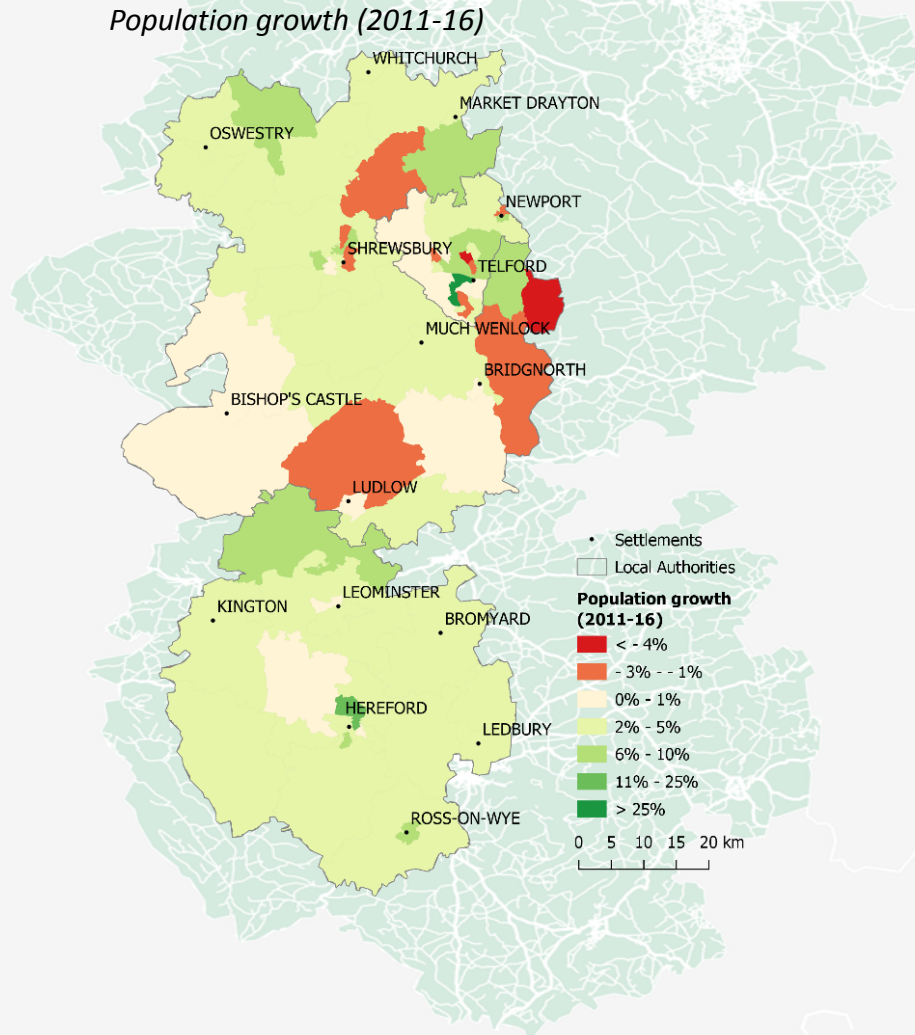 Population growth (2011-16)
WHITCHURCH
MARKET DRAYTON
OSWESTRY
NEWPORT
SHREWSBURY
TELFORD
MUCH WENLOCK
BRIDGNORTH
BISHOP'S CASTLE
LUDLOW
Settlements
Local Authorities
Population growth
(2011-16)
< - 4%
- 3% - - 1%
0% - 1%
2% - 5%
6% - 10%
11% - 25%
> 25%
0 5 10 15 20 km
LEOMINSTER
KINGTON
BROMYARD
HEREFORD
LEDBURY
ROSS-ON-WYE